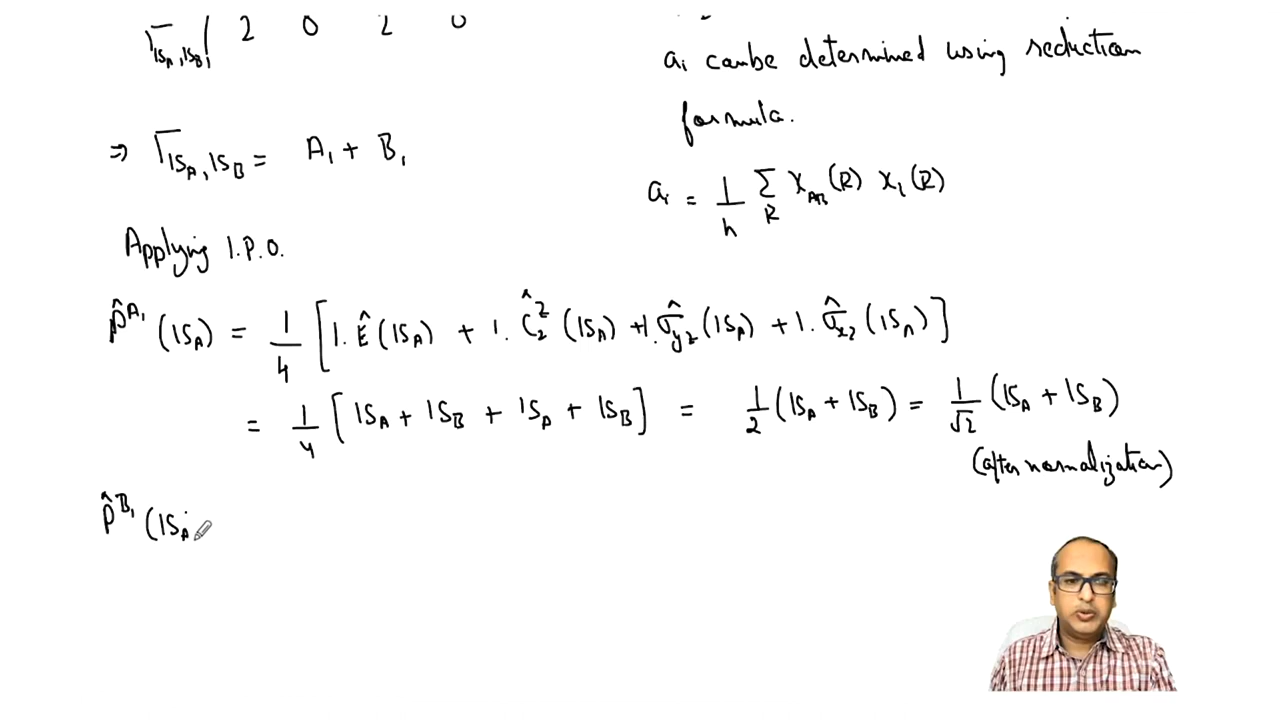 Γ1SA,1SB | 2 0 2 0
⇒ Γ1SA,1SB = A1 + B1
Applying I.P.O.
ai can be determined using reduction
formula.
ai = 1/h Σ_R χ_AB(R) χ_i(R)
P̂^A1 (1SA) = 1/4 [1. Ê(1SA) + 1. Ĉ2^z (1SA) + 1. σ̂yz (1SA) + 1. σ̂xz (1SA)]
= 1/4 [1SA + 1SB + 1SA + 1SB] = 1/2 (1SA + 1SB) = 1/√2 (1SA + 1SB)
(after normalization)
P̂^B1 (1SA